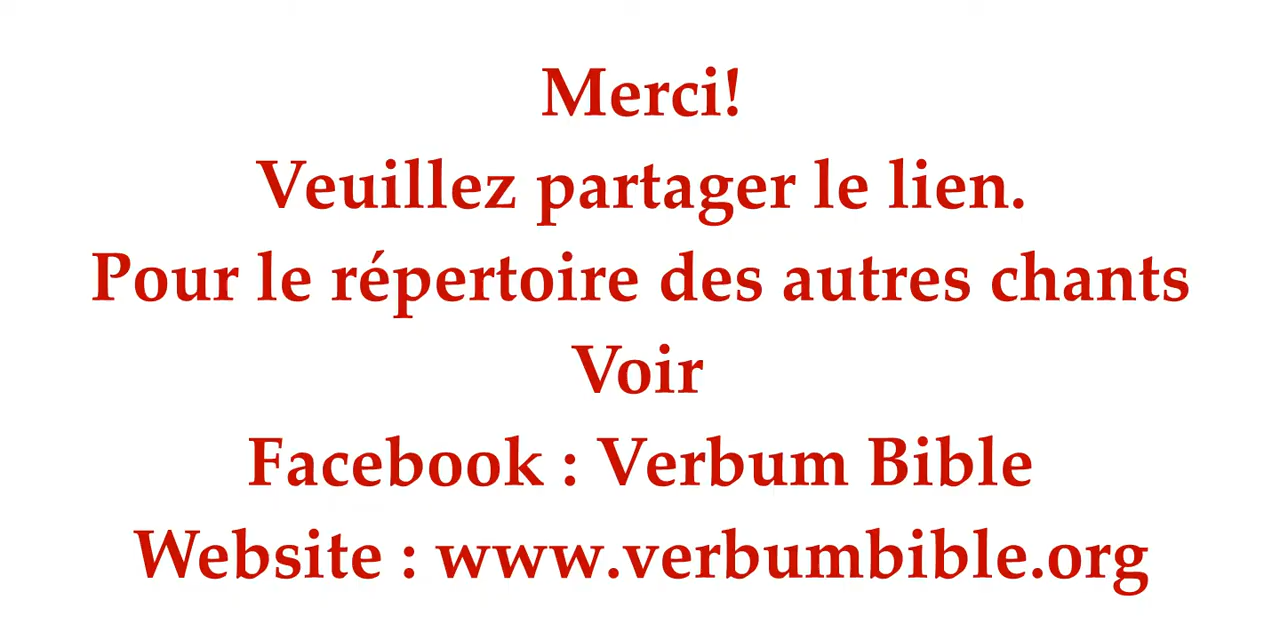 Merci!
Veuillez partager le lien.
Pour le répertoire des autres chants
Voir
Facebook : Verbum Bible
Website : www.verbumbible.org